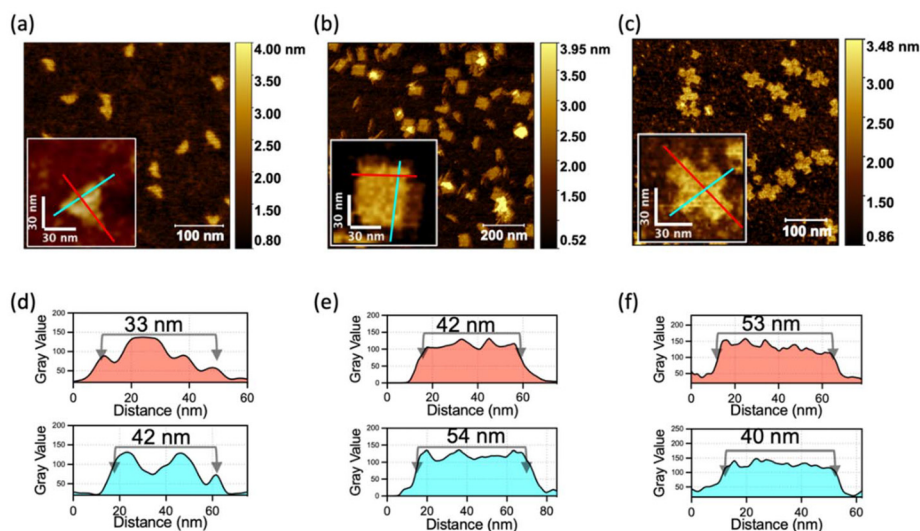 (a)
4.00 nm
3.50
3.00
2.50
2.00
1.50
0.80
30 nm
30 nm
100 nm
(b)
3.95 nm
3.50
3.00
2.50
2.00
1.50
0.52
30 nm
30 nm
200 nm
(c)
3.48 nm
3.00
2.50
2.00
1.50
0.86
30 nm
30 nm
100 nm
(d)
Gray Value
200
150
100
50
33 nm
0 10 20 30 40 50 60
Distance (nm)
Gray Value
200
150
100
50
42 nm
0 20 40 60
Distance (nm)
(e)
Gray Value
200
150
100
50
0
42 nm
0 20 40 60
Distance (nm)
Gray Value
200
150
100
50
0
54 nm
0 20 40 60 80
Distance (nm)
(f)
Gray Value
200
150
100
50
53 nm
0 20 40 60
Distance (nm)
Gray Value
250
200
150
100
50
40 nm
0 20 40 60
Distance (nm)